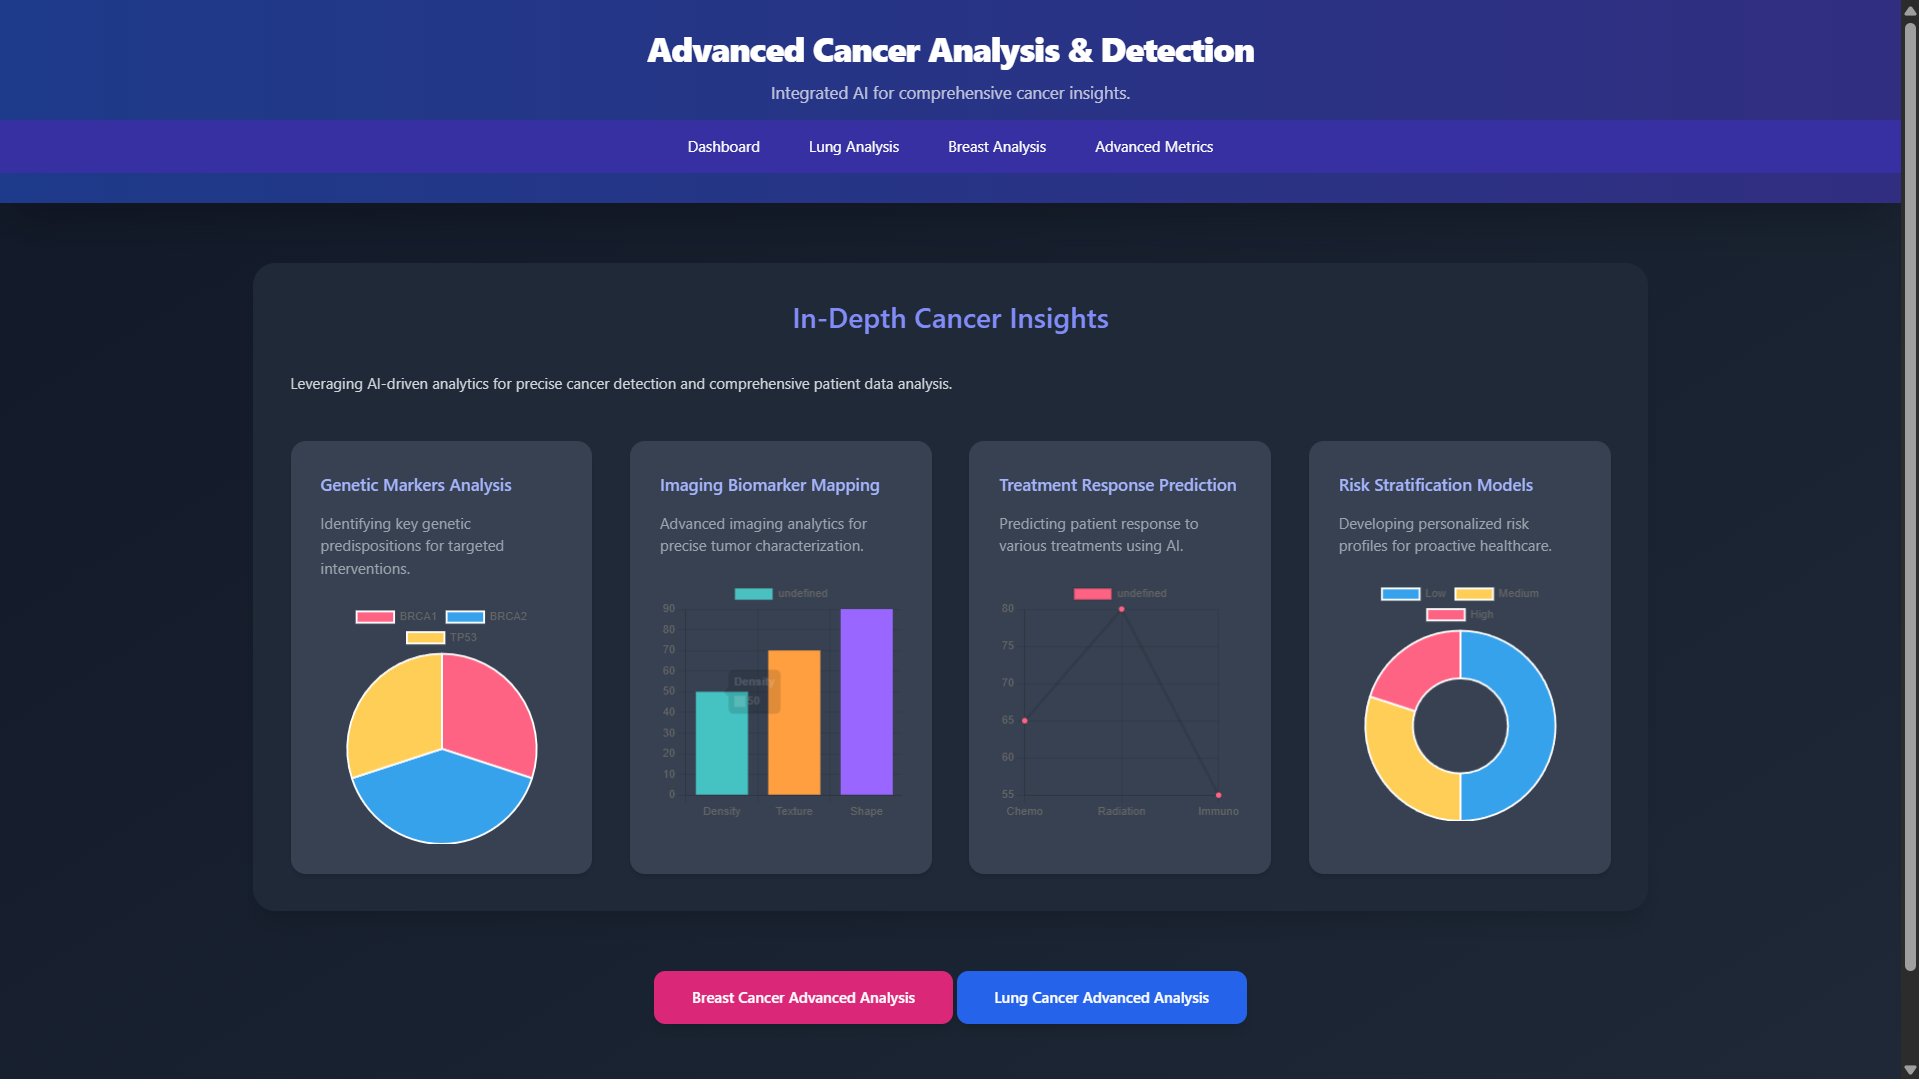 Advanced Cancer Analysis & Detection
Integrated AI for comprehensive cancer insights.
Dashboard Lung Analysis Breast Analysis Advanced Metrics
In-Depth Cancer Insights
Leveraging AI-driven analytics for precise cancer detection and comprehensive patient data analysis.
Genetic Markers Analysis
Identifying key genetic
predispositions for targeted
interventions.
BRCA1 BRCA2
TP53
Imaging Biomarker Mapping
Advanced imaging analytics for
precise tumor characterization.
undefined
90
80
70
60
50
40
30
20
10
0
Density
50
Density Texture Shape
Treatment Response Prediction
Predicting patient response to
various treatments using AI.
undefined
80
75
70
65
60
55
Chemo Radiation Immuno
Risk Stratification Models
Developing personalized risk
profiles for proactive healthcare.
Low Medium
High
Breast Cancer Advanced Analysis Lung Cancer Advanced Analysis